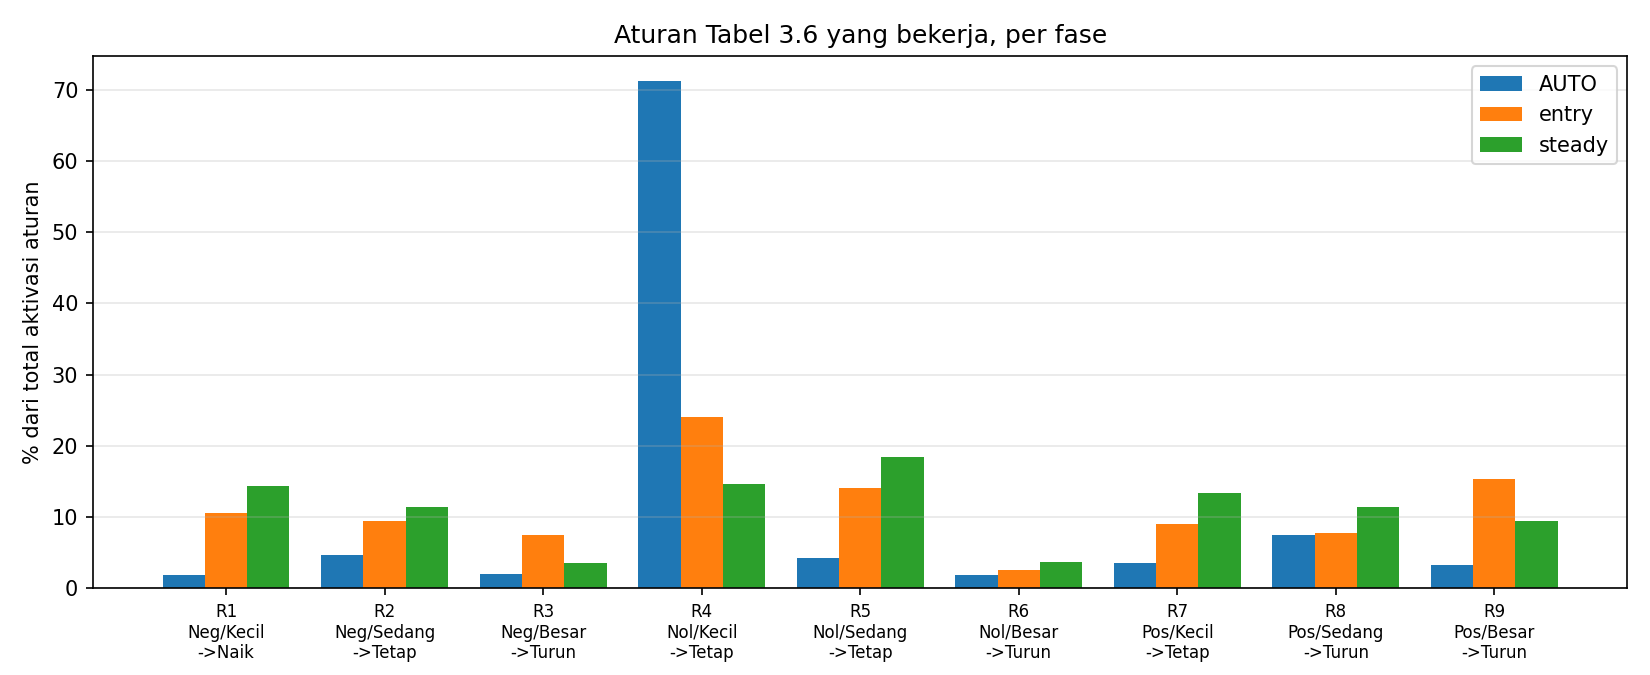 Aturan Tabel 3.6 yang bekerja, per fase
% dari total aktivasi aturan
70
60
50
40
30
20
10
0
AUTO
entry
steady
R1
Neg/Kecil
->Naik
R2
Neg/Sedang
->Tetap
R3
Neg/Besar
->Turun
R4
Nol/Kecil
->Tetap
R5
Nol/Sedang
->Tetap
R6
Nol/Besar
->Turun
R7
Pos/Kecil
->Tetap
R8
Pos/Sedang
->Turun
R9
Pos/Besar
->Turun